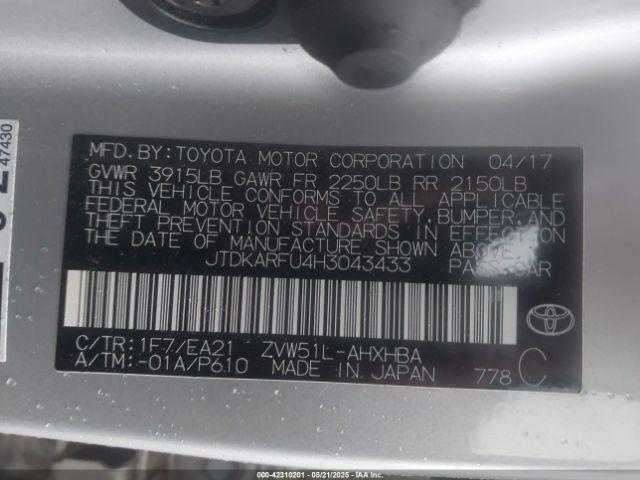 47430
MFD. BY: TOYOTA MOTOR CORPORATION 04/17
GVWR 3915LB GAWR FR 2250LB RR 2150LB
THIS VEHICLE CONFORMS TO ALL APPLICABLE
FEDERAL MOTOR VEHICLE SAFETY, BUMPER, AND
THEFT PREVENTION STANDARDS IN EFFECT ON
THE DATE OF MANUFACTURE SHOWN ABOVE.
JTDKARFU4H3043433 PASS. CAR
C/TR: 1F7/EA21 ZVW51L-AHXHBA
A/TM: -01A/P610 MADE IN JAPAN 778 C
TOYOTA
000-42310201 - 05/21/2025 - IAAI.COM